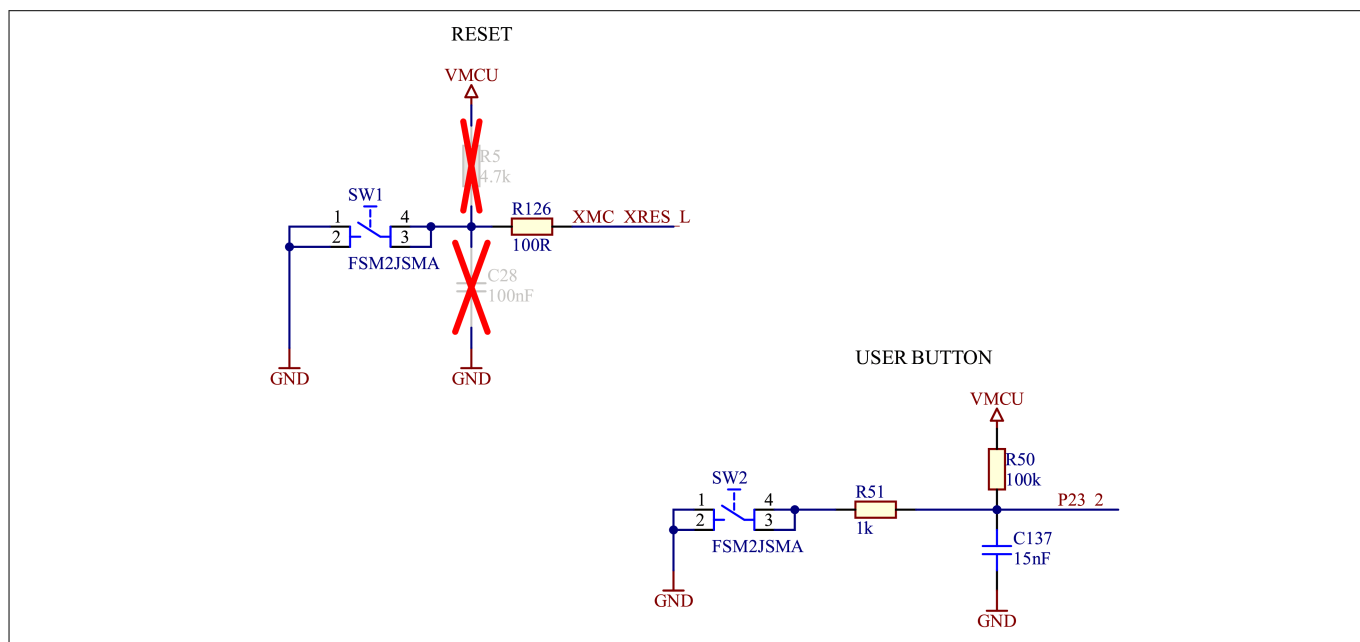 RESET
VMCU
R5
4.7k
SW1
1
2
4
3
FSM2JSMA
R126
100R
XMC_XRES_L
C28
100nF
GND
GND
USER BUTTON
VMCU
R50
100k
SW2
1
2
4
3
FSM2JSMA
R51
1k
P23_2
C137
15nF
GND
GND